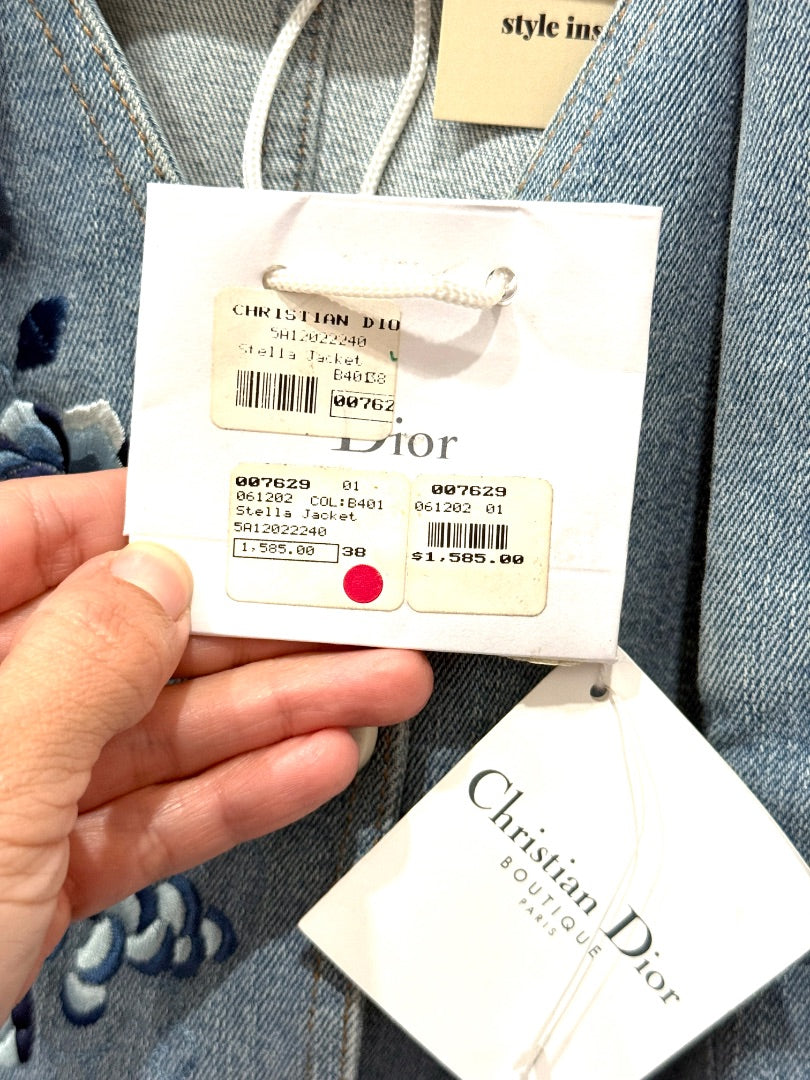 style ins
CHRISTIAN DIO
5A12022240
Stella Jacket
B401 38
00762
Dior
007629 01
061202 COL:B401
Stella Jacket
5A12022240
1,585.00 38
007629
061202 01
$1,585.00
Christian Dior
BOUTIQUE
PARIS